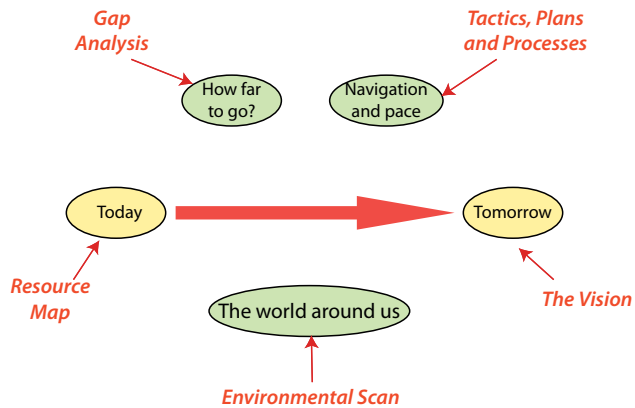 Gap
Analysis
Tactics, Plans
and Processes
How far
to go?
Navigation
and pace
Today
Tomorrow
Resource
Map
The Vision
The world around us
Environmental Scan